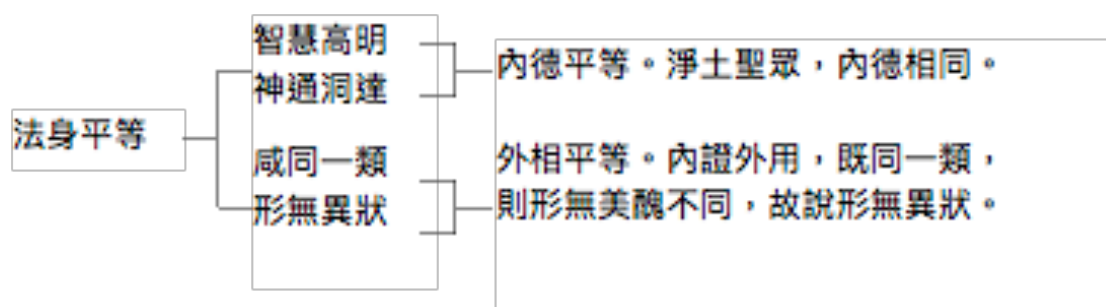 法身平等
智慧高明
神通洞達
咸同一類
形無異狀
內德平等。淨土聖眾，內德相同。
外相平等。內證外用，既同一類，
則形無美醜不同，故說形無異狀。